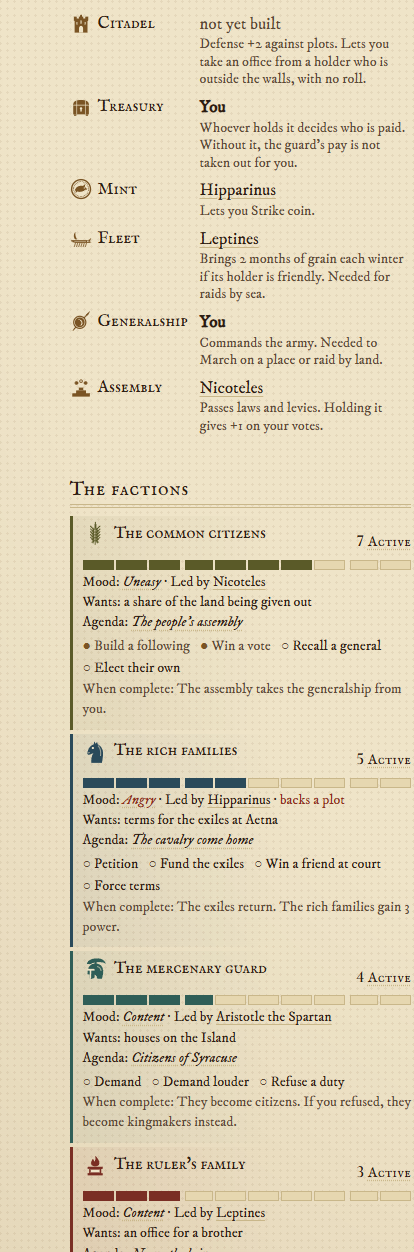 Citadel not yet built
Defense +2 against plots. Lets you
take an office from a holder who is
outside the walls, with no roll.
Treasury You
Whoever holds it decides who is paid.
Without it, the guard's pay is not
taken out for you.
Mint Hipparinus
Lets you Strike coin.
Fleet Leptines
Brings 2 months of grain each winter
if its holder is friendly. Needed for
raids by sea.
Generalship You
Commands the army. Needed to
March on a place or raid by land.
Assembly Nicoteles
Passes laws and levies. Holding it
gives +1 on your votes.
The factions
The common citizens 7 Active
Mood: Uneasy · Led by Nicoteles
Wants: a share of the land being given out
Agenda: The people's assembly
● Build a following ● Win a vote ○ Recall a general
○ Elect their own
When complete: The assembly takes the generalship from
you.
The rich families 5 Active
Mood: Angry · Led by Hipparinus · backs a plot
Wants: terms for the exiles at Aetna
Agenda: The cavalry come home
○ Petition ○ Fund the exiles ○ Win a friend at court
○ Force terms
When complete: The exiles return. The rich families gain 3
power.
The mercenary guard 4 Active
Mood: Content · Led by Aristotle the Spartan
Wants: houses on the Island
Agenda: Citizens of Syracuse
○ Demand ○ Demand louder ○ Refuse a duty
When complete: They become citizens. If you refused, they
become kingmakers instead.
The ruler's family 3 Active
Mood: Content · Led by Leptines
Wants: an office for a brother